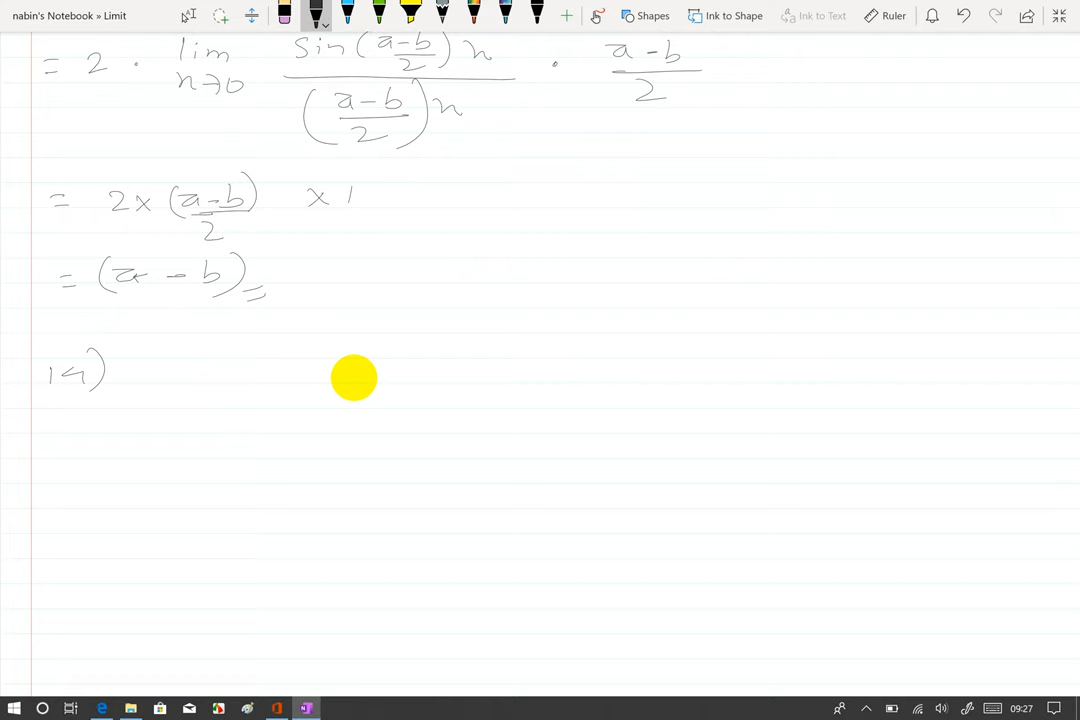 nabin's Notebook » Limit
Shapes
Ink to Shape
Ink to Text
Ruler
= 2 · lim n→0 sin(a-b/2)n / (a-b/2)n · a-b/2
= 2 × (a-b)/2 × 1
= (a - b)=
14)
09:27